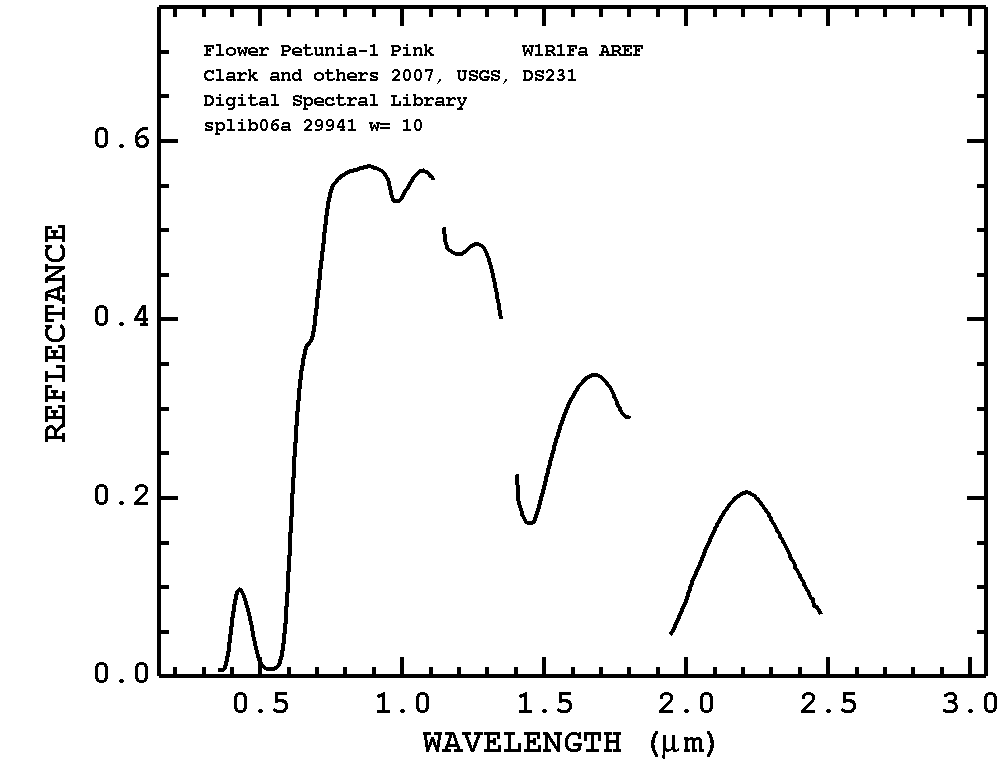 Flower Petunia-1 Pink W1R1Fa AREF
Clark and others 2007, USGS, DS231
Digital Spectral Library
splib06a 29941 w= 10
0.6
0.4
0.2
0.0
REFLECTANCE
0.5 1.0 1.5 2.0 2.5 3.0
WAVELENGTH (μm)